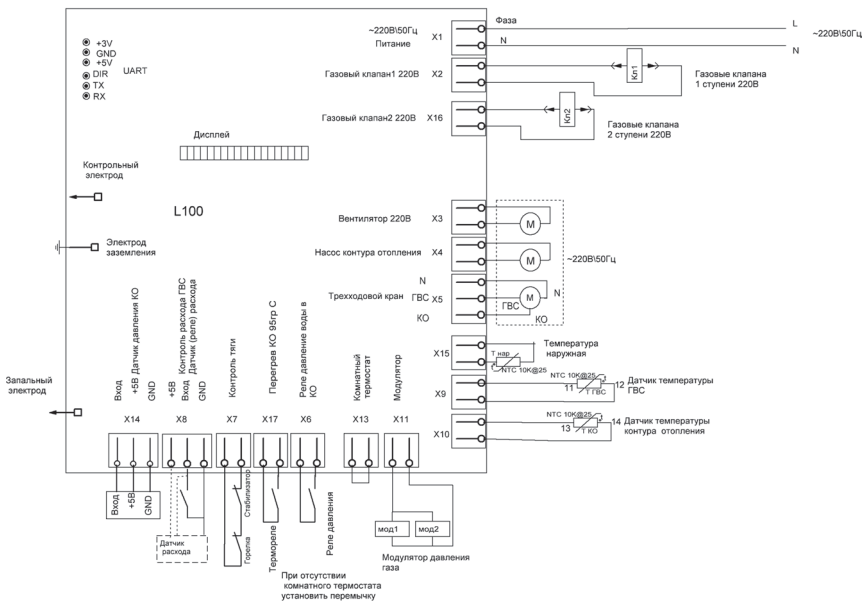 +3V
GND
+5V
DIR
TX
RX
UART
Дисплей
Контрольный
электрод
L100
Электрод
заземления
Запальный
электрод
~220В\50Гц
Питание
X1
Фаза
N
L
N
~220В\50Гц
Газовый клапан1 220В
X2
Кл1
Газовые клапана
1 ступени 220В
Газовый клапан2 220В
X16
Кл2
Газовые клапана
2 ступени 220В
Вентилятор 220В
X3
M
Насос контура отопления
X4
M
~220В\50Гц
Трехходовой кран
N
ГВС
КО
X5
M
ГВС
N
КО
X15
T нар
NTC 10K@25
Температура
наружная
X9
NTC 10K@25
11
T ГВС
12
Датчик температуры
ГВС
X10
NTC 10K@25
13
T КО
14
Датчик температуры
контура отопления
Вход
+5В Датчик давления КО
GND
X14
Вход
+5В
GND
+5В
Контроль расхода ГВС
Вход Датчик (реле) расхода
GND
X8
Датчик
расхода
Контроль тяги
X7
Стабилизатор
Горелка
Перегрев КО 95гр С
X17
Термореле
Реле давление воды в
КО
X6
Реле давления
Комнатный
термостат
X13
При отсутствии
комнатного термостата
установить перемычку
Модулятор
X11
мод1
мод2
Модулятор давления
газа